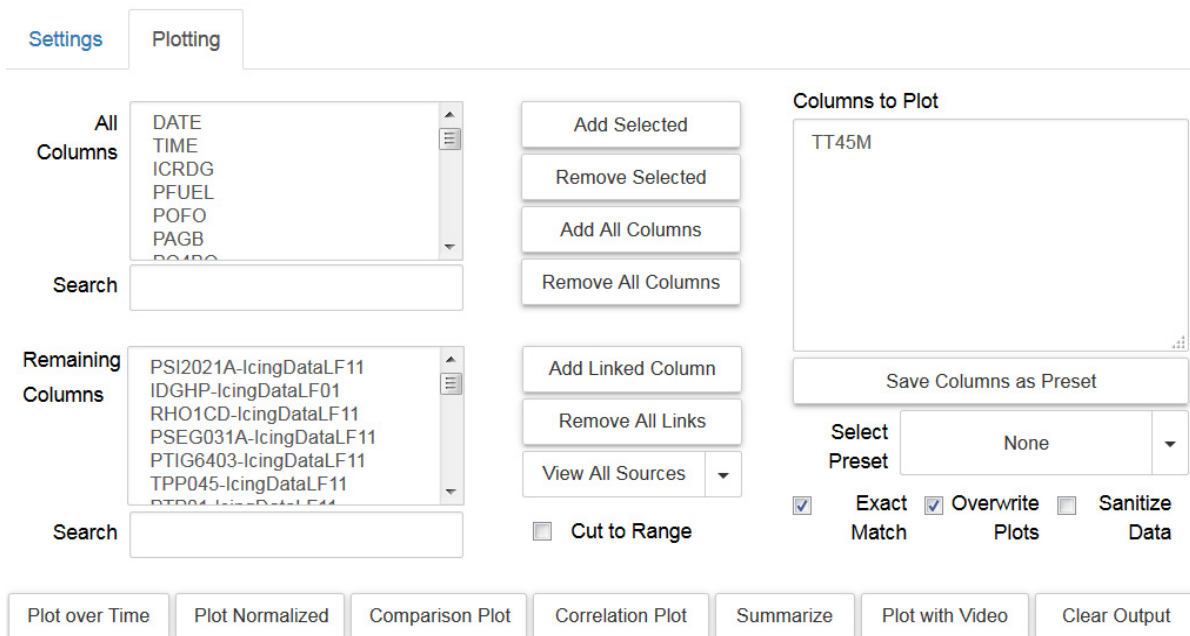 Settings
Plotting
All
Columns
DATE
TIME
ICRDG
PFUEL
POFO
PAGB
Search
Add Selected
Remove Selected
Add All Columns
Remove All Columns
Columns to Plot
TT45M
Remaining
Columns
PSI2021A-IcingDataLF11
IDGHP-IcingDataLF01
RHO1CD-IcingDataLF11
PSEG031A-IcingDataLF11
PTIG6403-IcingDataLF11
TPP045-IcingDataLF11
Search
Add Linked Column
Remove All Links
View All Sources
Cut to Range
Save Columns as Preset
Select
Preset
None
Exact
Match
Overwrite
Plots
Sanitize
Data
Plot over Time
Plot Normalized
Comparison Plot
Correlation Plot
Summarize
Plot with Video
Clear Output